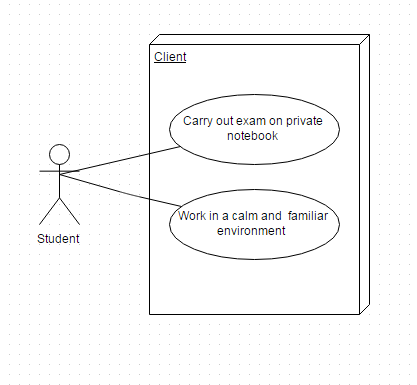 Client
Carry out exam on private
notebook
Work in a calm and  familiar
environment
Student